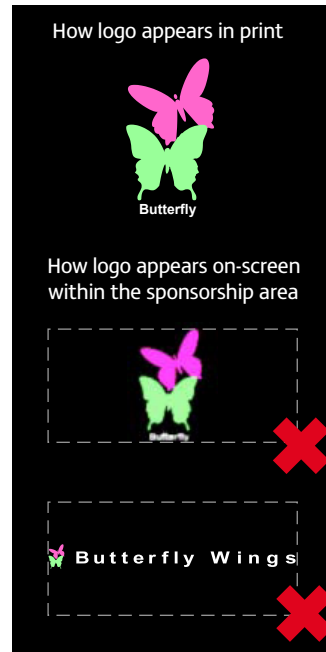 How logo appears in print
Butterfly
How logo appears on-screen
within the sponsorship area
Butterfly
Butterfly Wings